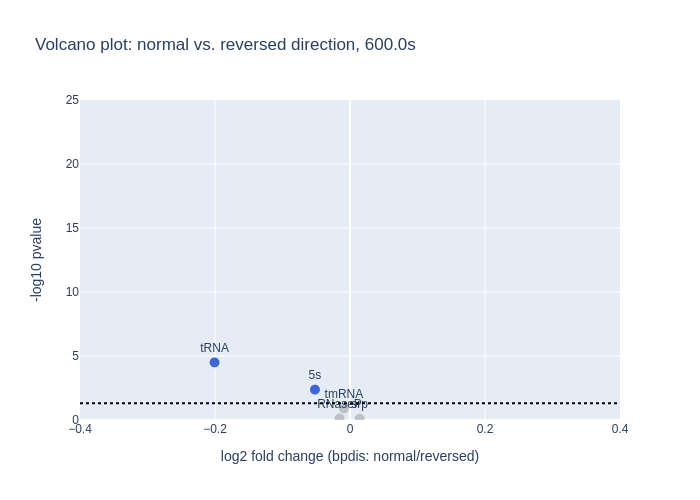 Volcano plot: normal vs. reversed direction, 600.0s
25
20
15
10
5
0
-log10 pvalue
tRNA
5s
tmRNA
−0.4
−0.2
0
0.2
0.4
log2 fold change (bpdis: normal/reversed)